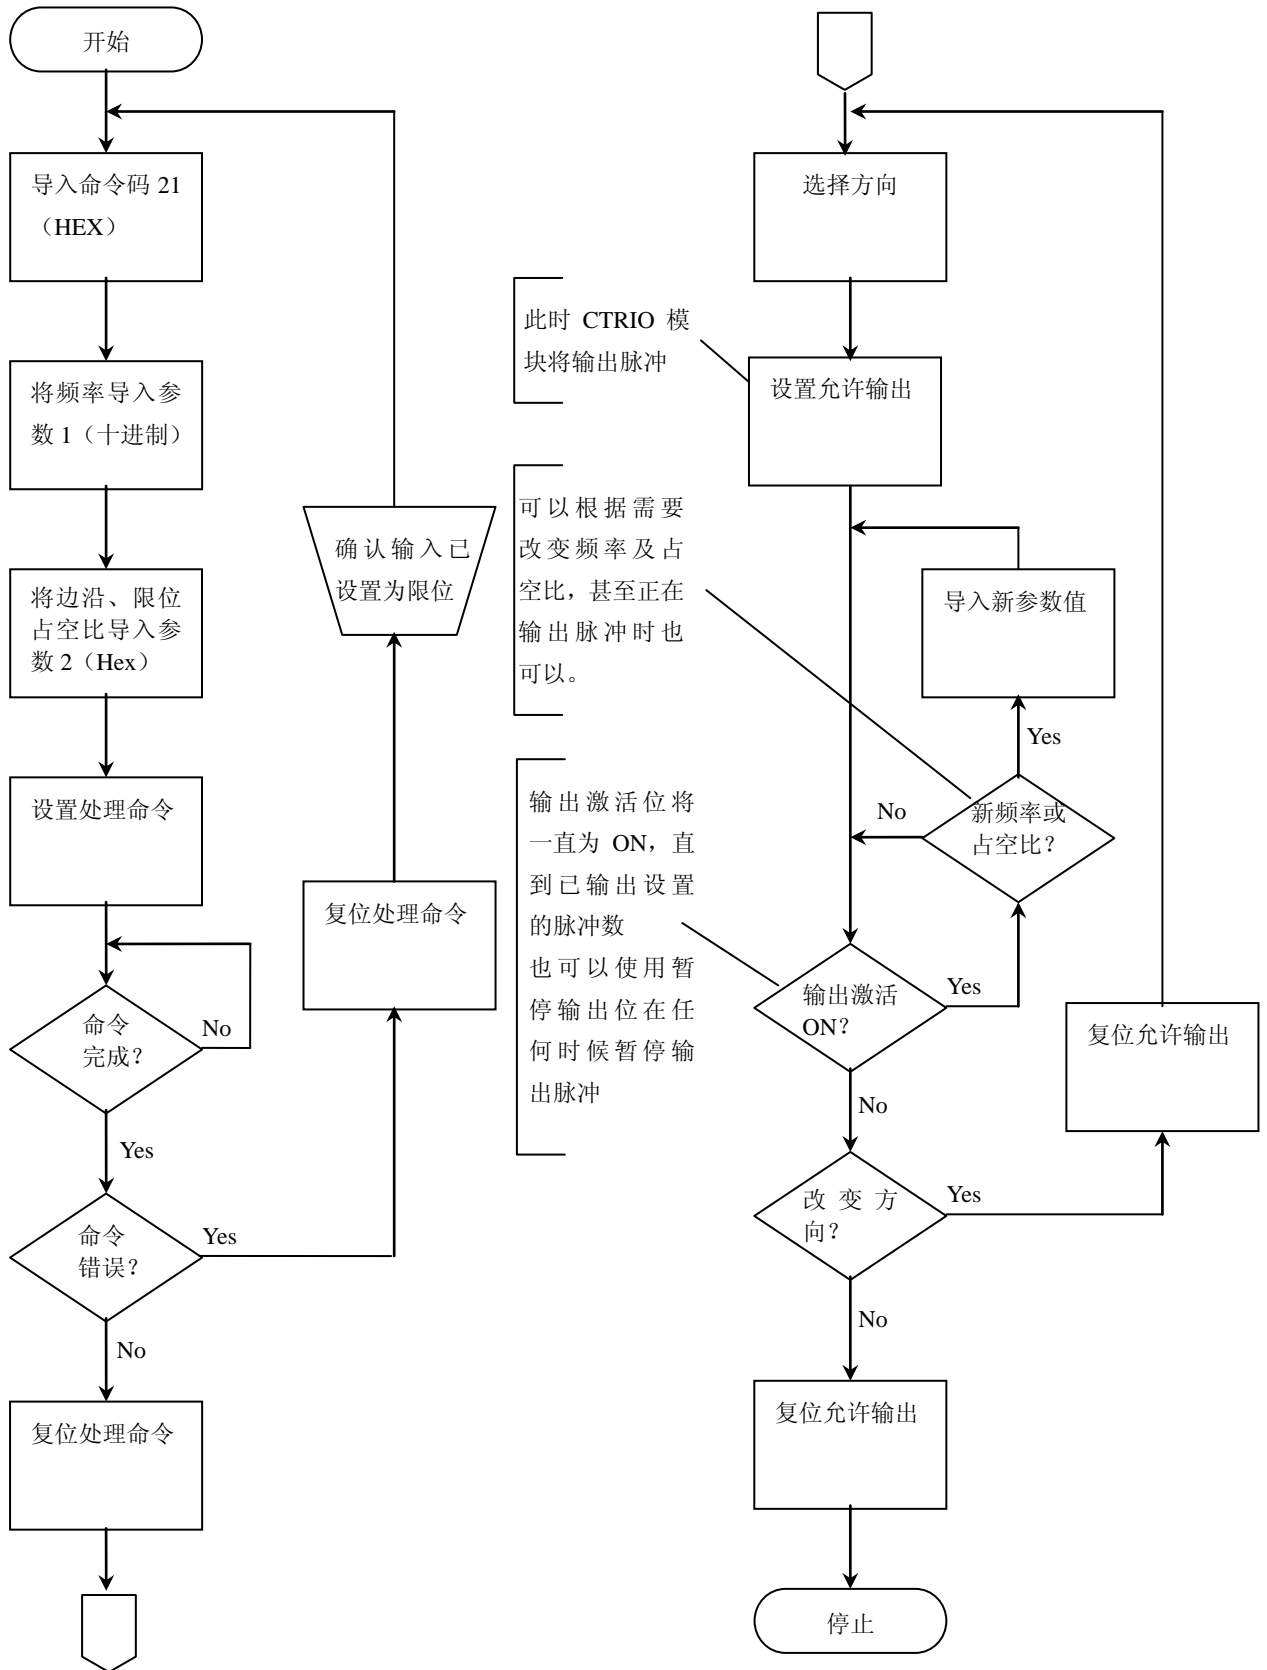 开始
导入命令码 21
（HEX）
将频率导入参
数 1（十进制）
将边沿、限位
占空比导入参
数 2（Hex）
设置处理命令
命令
完成?
No
Yes
命令
错误?
Yes
No
复位处理命令
确认输入已
设置为限位
复位处理命令
选择方向
此时 CTRIO 模
块将输出脉冲
设置允许输出
可以根据需要
改变频率及占
空比，甚至正在
输出脉冲时也
可以。
导入新参数值
Yes
新频率或
占空比?
No
输出激活位将
一直为 ON，直
到已输出设置
的脉冲数
也可以使用暂
停输出位在任
何时候暂停输
出脉冲
输出激活
ON?
Yes
No
复位允许输出
改变方
向?
Yes
No
复位允许输出
停止